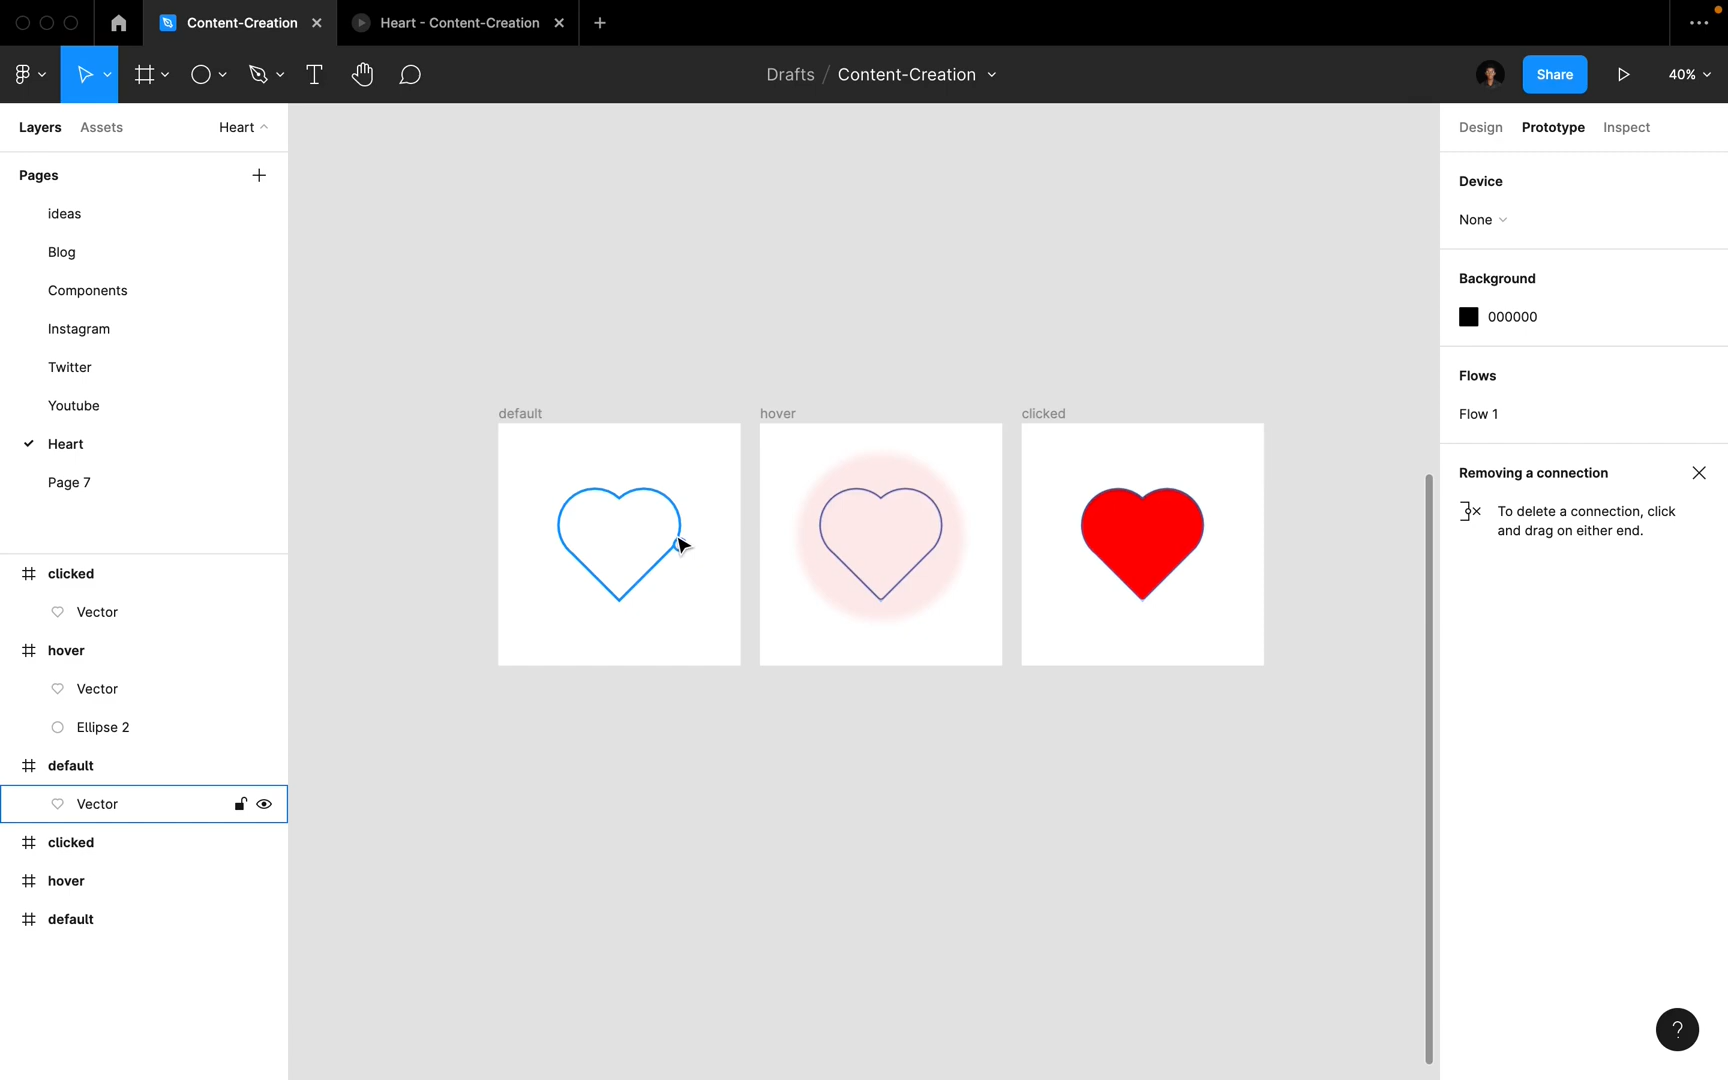 Content-Creation
Heart - Content-Creation
Drafts / Content-Creation
Share
40%
Layers
Assets
Heart
Pages
ideas
Blog
Components
Instagram
Twitter
Youtube
Heart
Page 7
clicked
Vector
hover
Vector
Ellipse 2
default
Vector
clicked
hover
default
default
hover
clicked
Design
Prototype
Inspect
Device
None
Background
000000
Flows
Flow 1
Removing a connection
To delete a connection, click
and drag on either end.
?